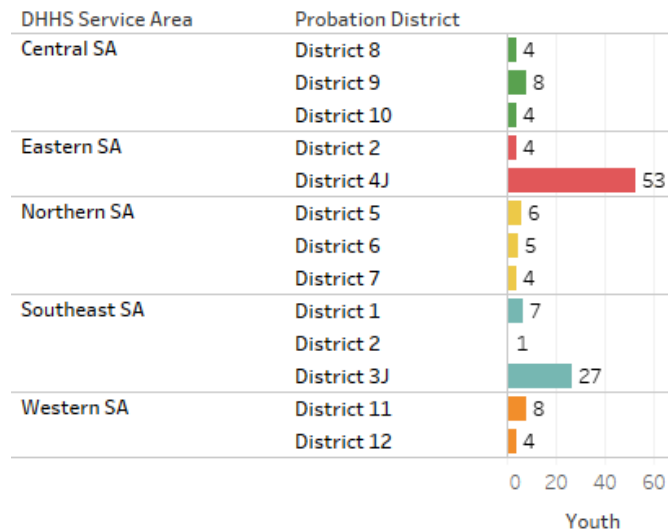 DHHS Service Area Probation District
Central SA District 8 4
District 9 8
District 10 4
Eastern SA District 2 4
District 4J 53
Northern SA District 5 6
District 6 5
District 7 4
Southeast SA District 1 7
District 2 1
District 3J 27
Western SA District 11 8
District 12 4
0 20 40 60
Youth